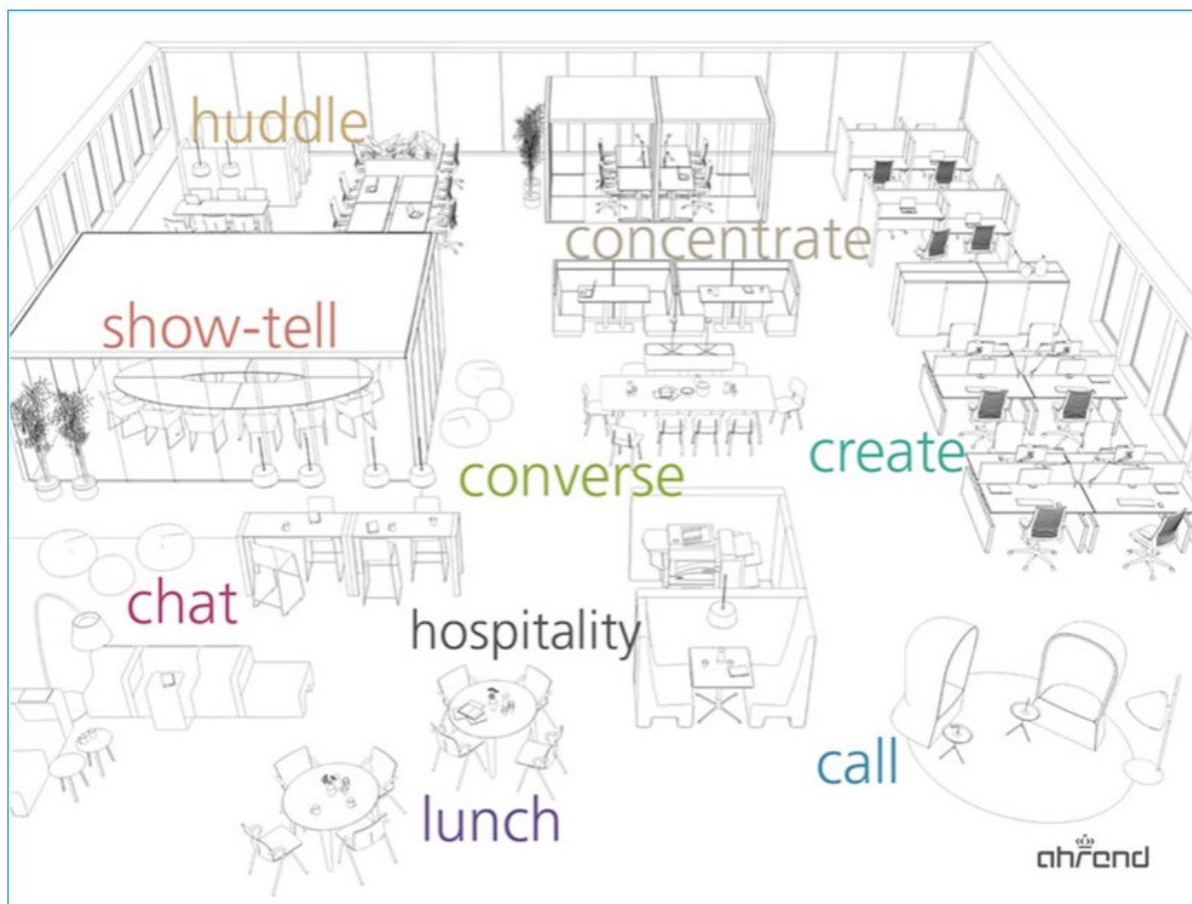 huddle
concentrate
show-tell
create
converse
chat
hospitality
call
lunch
ahrend